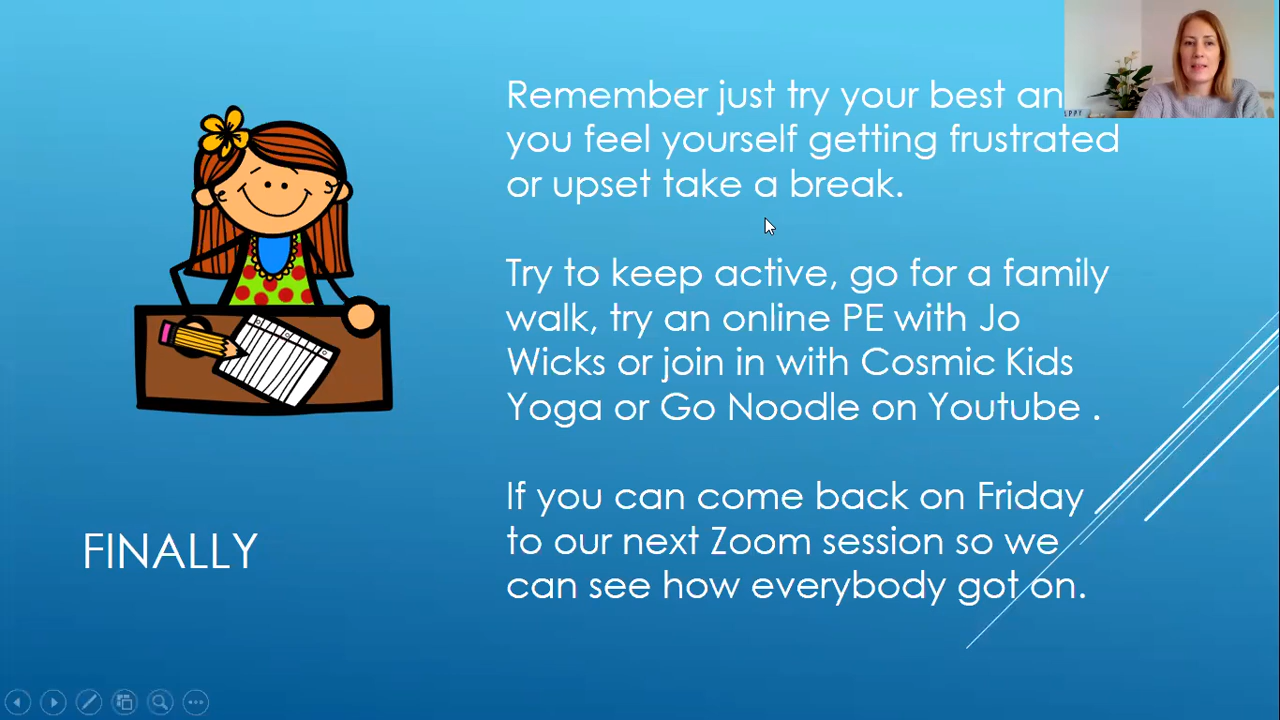 Remember just try your best an
you feel yourself getting frustrated
or upset take a break.
Try to keep active, go for a family
walk, try an online PE with Jo
Wicks or join in with Cosmic Kids
Yoga or Go Noodle on Youtube .
If you can come back on Friday
to our next Zoom session so we
can see how everybody got on.
FINALLY